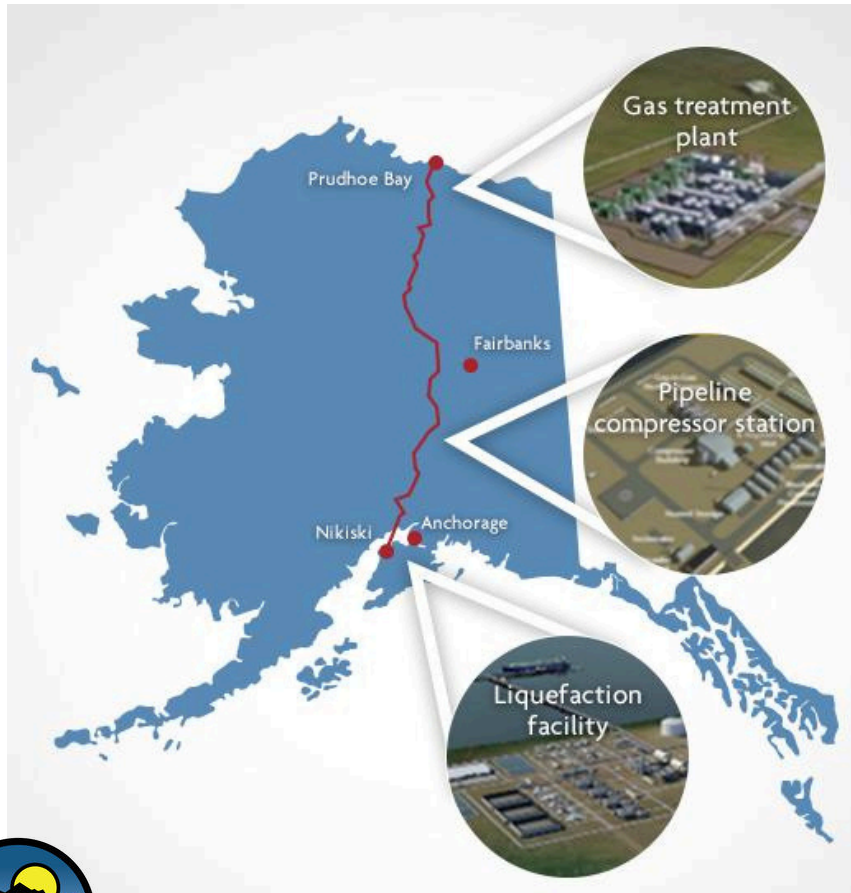 Gas treatment
plant
Prudhoe Bay
Fairbanks
Pipeline
compressor station
Nikiski
Anchorage
Liquefaction
facility